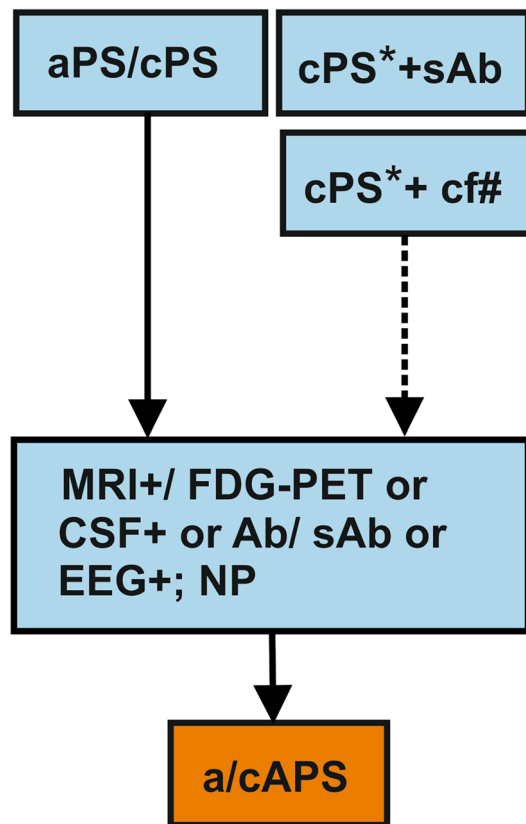 aPS/cPS
cPS*+sAb
cPS*+ cf#
MRI+/ FDG-PET or
CSF+ or Ab/ sAb or
EEG+; NP
a/cAPS